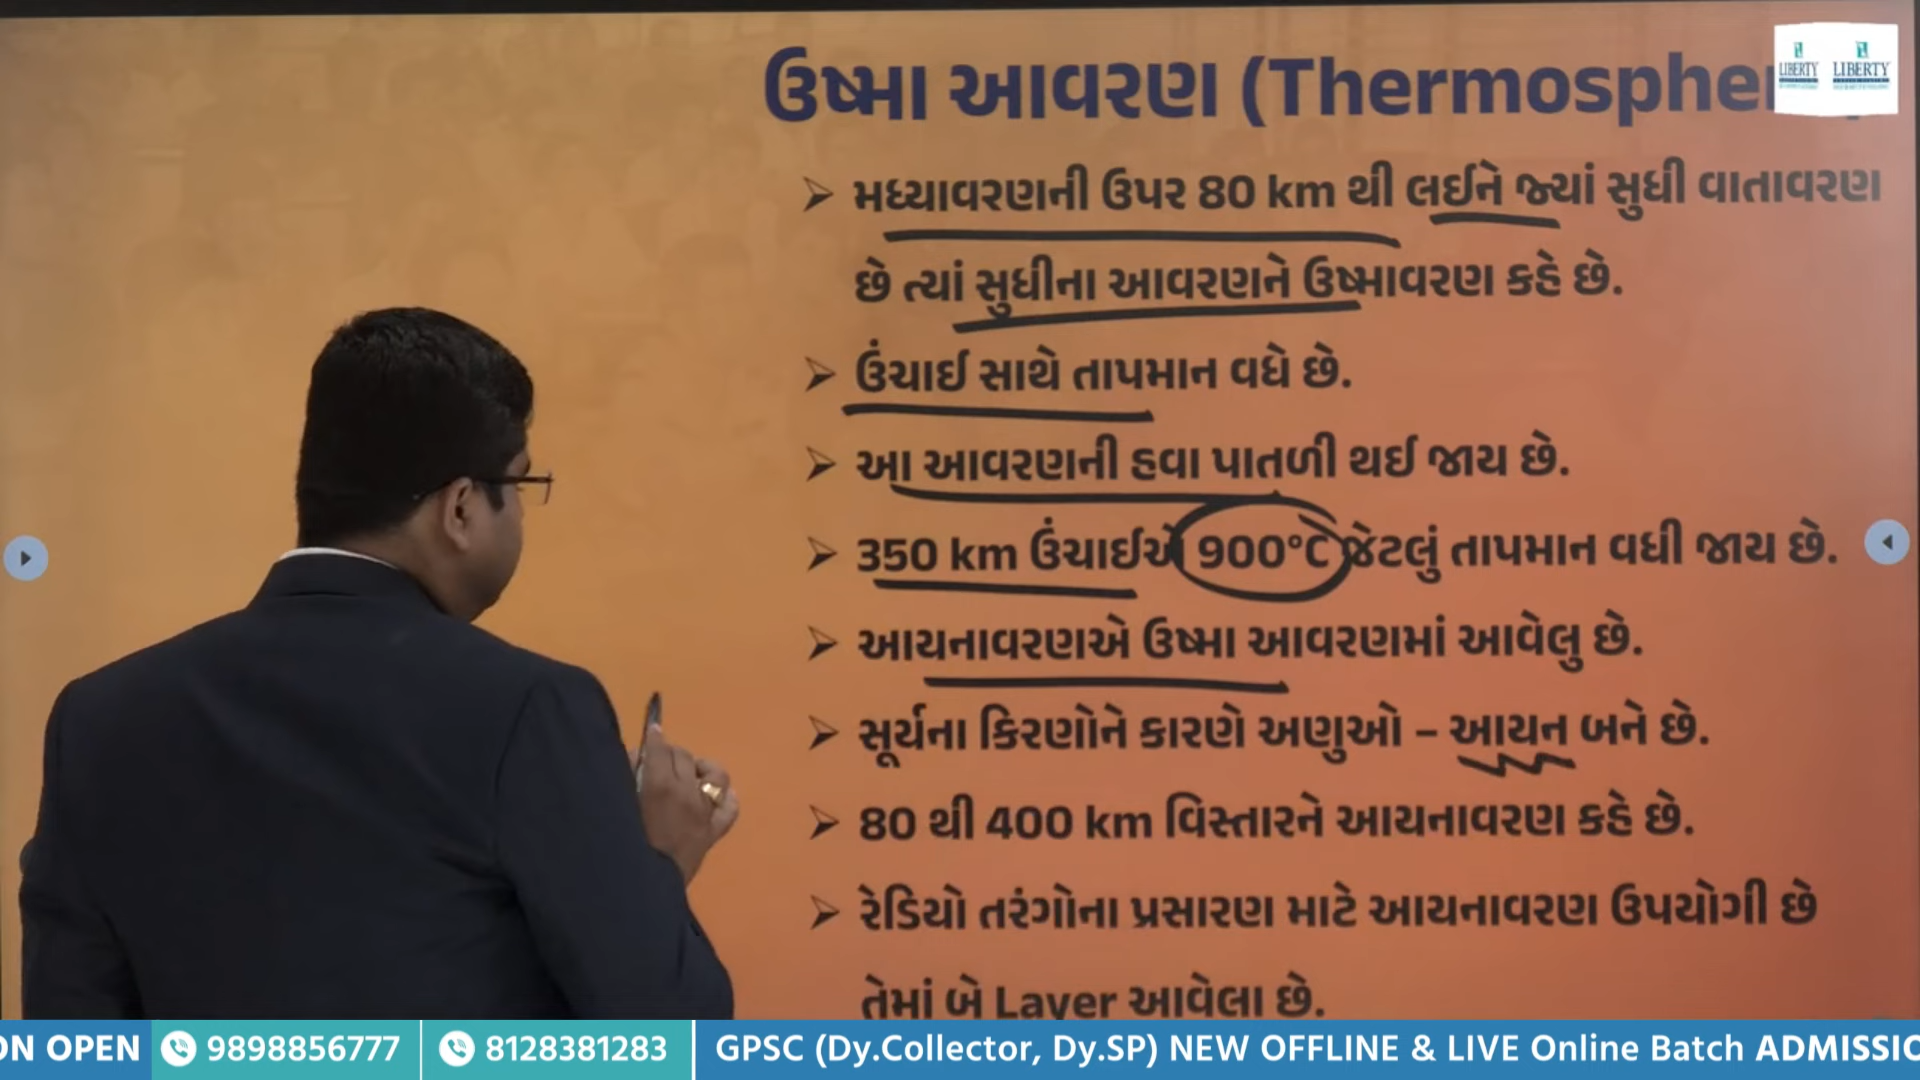 ઉષ્મા આવરણ (Thermosphe
LIBERTY LIBERTY
➢ મધ્યાવરણની ઉપર 80 km થી લઈને જ્યાં સુધી વાતાવરણ
છે ત્યાં સુધીના આવરણને ઉષ્માવરણ કહે છે.
➢ ઉંચાઈ સાથે તાપમાન વધે છે.
➢ આ આવરણની હવા પાતળી થઈ જાય છે.
➢ 350 km ઉંચાઈએ 900°C જેટલું તાપમાન વધી જાય છે.
➢ આયનાવરણએ ઉષ્મા આવરણમાં આવેલુ છે.
➢ સૂર્યના કિરણોને કારણે અણુઓ – આયન બને છે.
➢ 80 થી 400 km વિસ્તારને આયનાવરણ કહે છે.
➢ રેડિયો તરંગોના પ્રસારણ માટે આયનાવરણ ઉપયોગી છે
તેમાં બે Layer આવેલા છે.
ON OPEN 9898856777 8128381283 GPSC (Dy.Collector, Dy.SP) NEW OFFLINE & LIVE Online Batch ADMISSIO